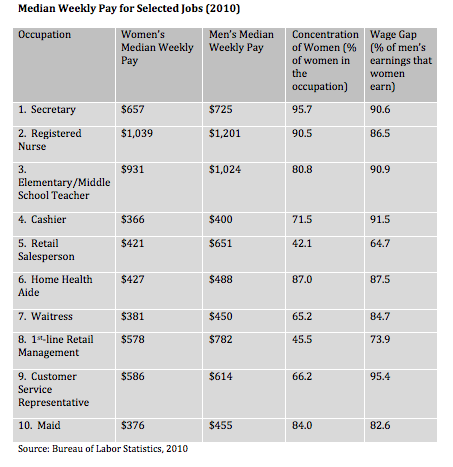 Median Weekly Pay for Selected Jobs (2010)
Occupation Women's Men's Median Concentration Wage Gap
Median Weekly Weekly Pay of Women (% (% of men's
Pay of women in earnings that
the women
occupation) earn)
1. Secretary $657 $725 95.7 90.6
2. Registered $1,039 $1,201 90.5 86.5
Nurse
3. $931 $1,024 80.8 90.9
Elementary/Middle
School Teacher
4. Cashier $366 $400 71.5 91.5
5. Retail $421 $651 42.1 64.7
Salesperson
6. Home Health $427 $488 87.0 87.5
Aide
7. Waitress $381 $450 65.2 84.7
8. 1st-line Retail $578 $782 45.5 73.9
Management
9. Customer $586 $614 66.2 95.4
Service
Representative
10. Maid $376 $455 84.0 82.6
Source: Bureau of Labor Statistics, 2010